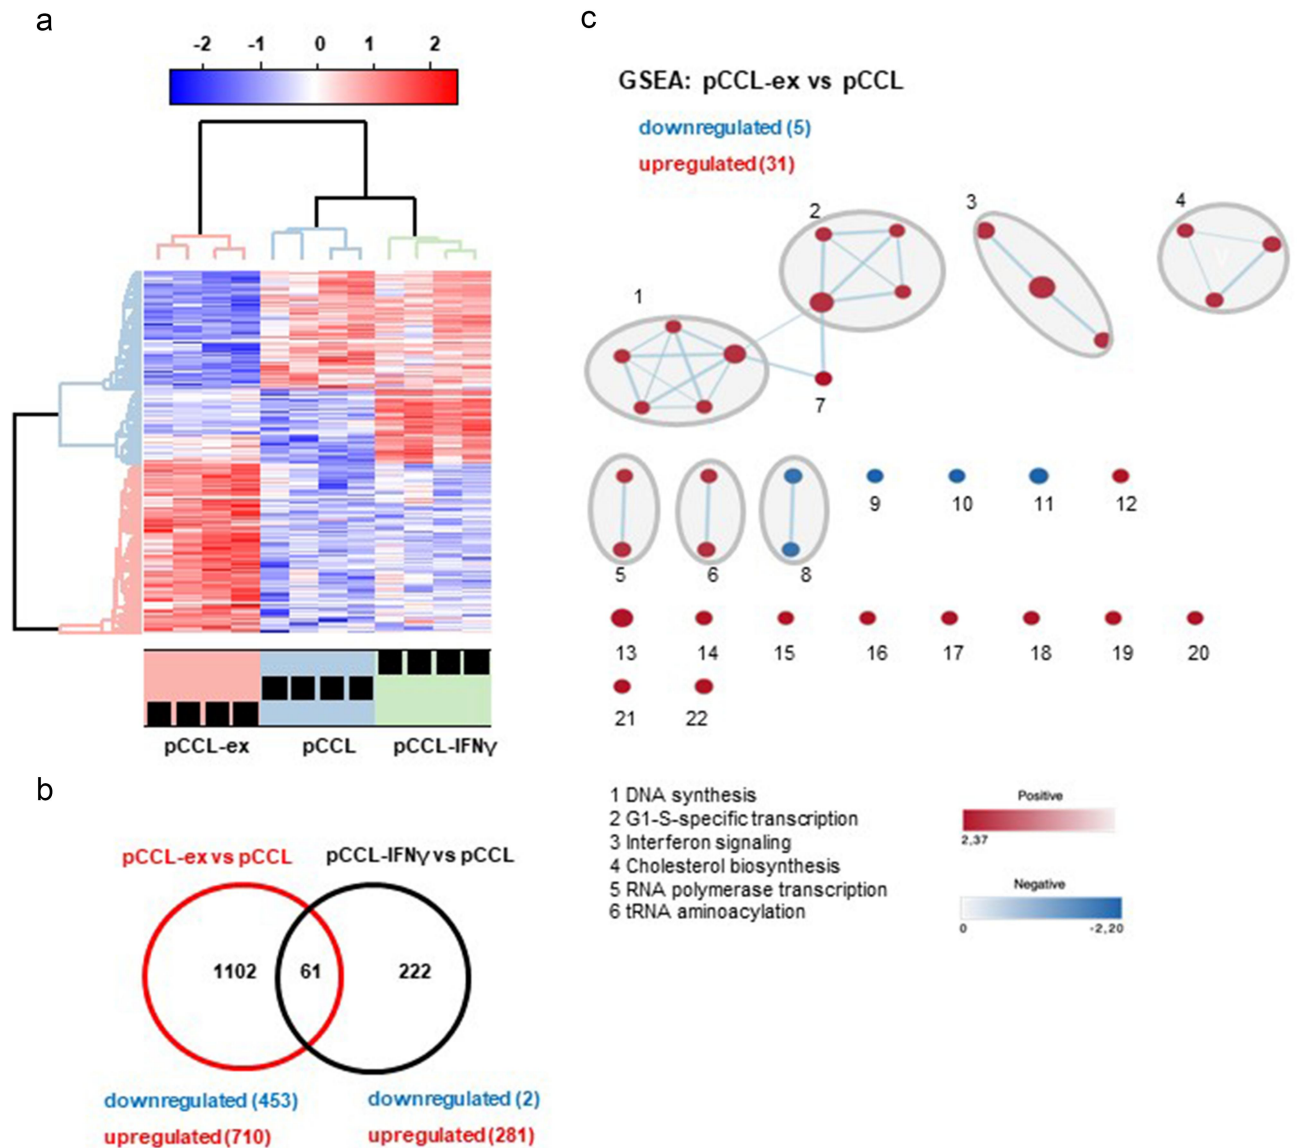 a
-2 -1 0 1 2
pCCL-ex pCCL pCCL-IFNγ
b
pCCL-ex vs pCCL pCCL-IFNγ vs pCCL
1102 61 222
downregulated (453) downregulated (2)
upregulated (710) upregulated (281)
c
GSEA: pCCL-ex vs pCCL
downregulated (5)
upregulated (31)
1 2 3 4
V
7
9 10 11 12
5 6 8
13 14 15 16 17 18 19 20
21 22
1 DNA synthesis
2 G1-S-specific transcription
3 Interferon signaling
4 Cholesterol biosynthesis
5 RNA polymerase transcription
6 tRNA aminoacylation
Positive
2,37
Negative
0 -2,20